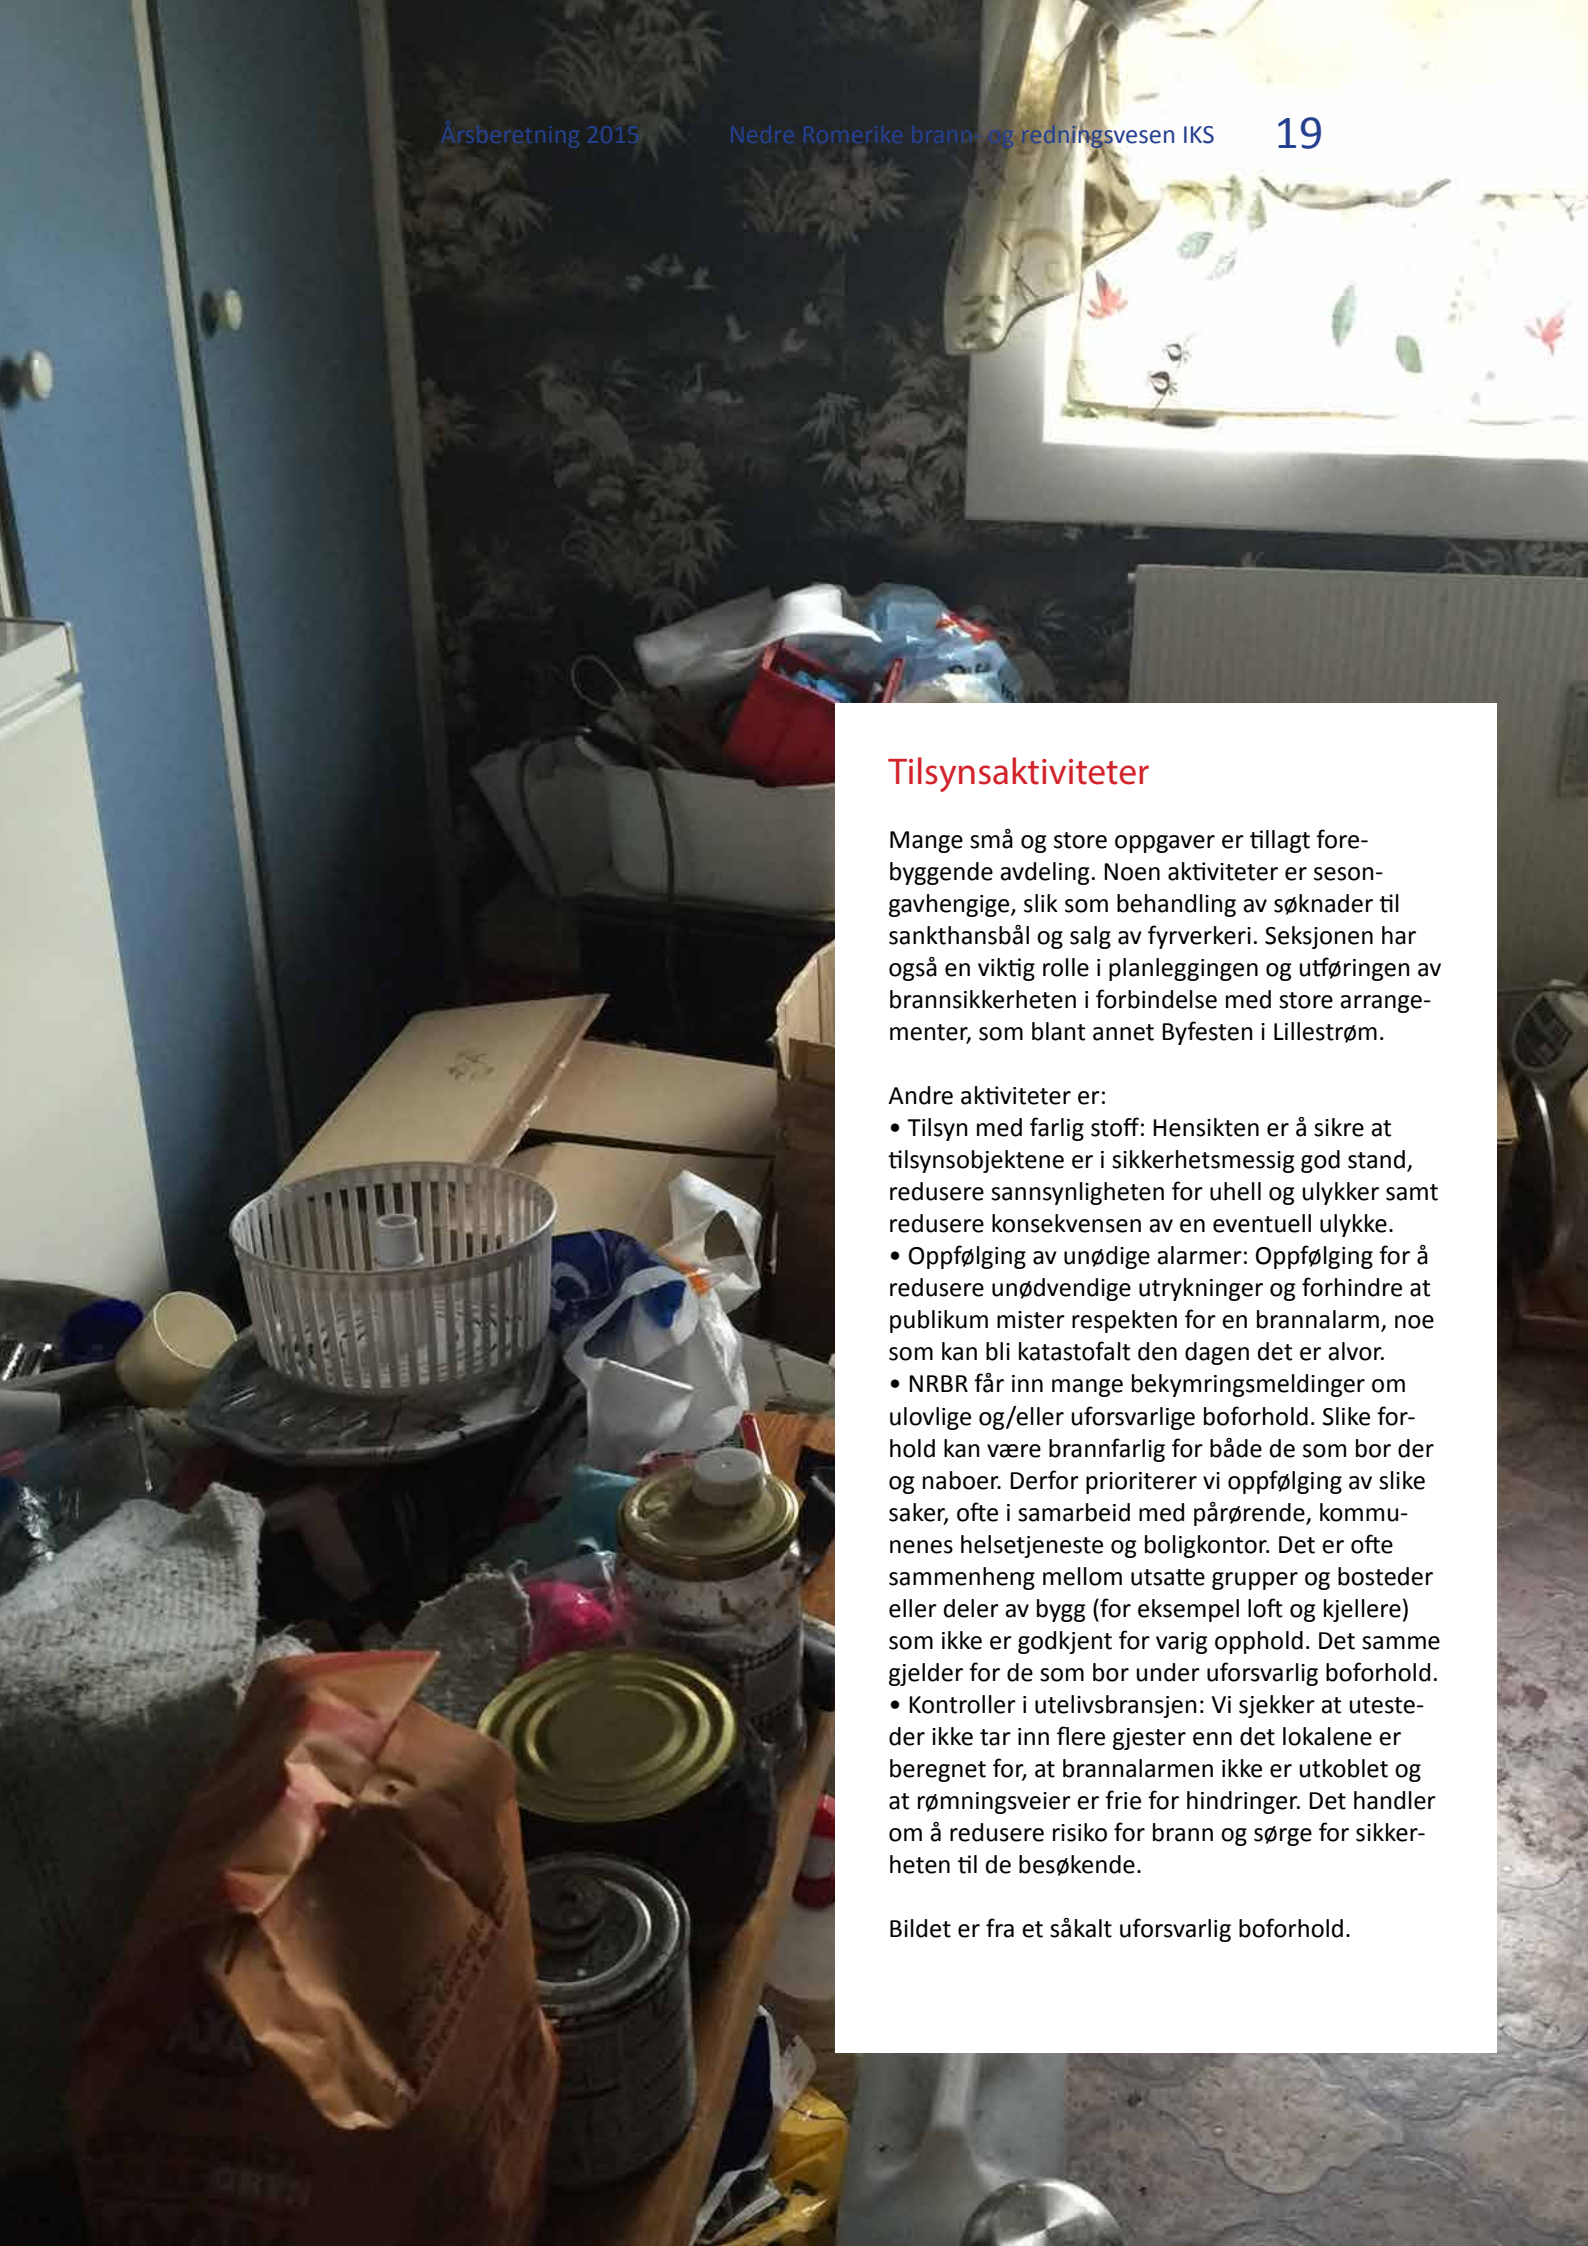 Årsberetning 2015 Nedre Romerike brann- og redningsvesen IKS 19
Tilsynsaktiviteter
Mange små og store oppgaver er tillagt fore-
byggende avdeling. Noen aktiviteter er seson-
gavhengige, slik som behandling av søknader til
sankthansbål og salg av fyrverkeri. Seksjonen har
også en viktig rolle i planleggingen og utføringen av
brannsikkerheten i forbindelse med store arrange-
menter, som blant annet Byfesten i Lillestrøm.
Andre aktiviteter er:
• Tilsyn med farlig stoff: Hensikten er å sikre at
tilsynsobjektene er i sikkerhetsmessig god stand,
redusere sannsynligheten for uhell og ulykker samt
redusere konsekvensen av en eventuell ulykke.
• Oppfølging av unødige alarmer: Oppfølging for å
redusere unødvendige utrykninger og forhindre at
publikum mister respekten for en brannalarm, noe
som kan bli katastofalt den dagen det er alvor.
• NRBR får inn mange bekymringsmeldinger om
ulovlige og/eller uforsvarlige boforhold. Slike for-
hold kan være brannfarlig for både de som bor der
og naboer. Derfor prioriterer vi oppfølging av slike
saker, ofte i samarbeid med pårørende, kommu-
nenes helsetjeneste og boligkontor. Det er ofte
sammenheng mellom utsatte grupper og bosteder
eller deler av bygg (for eksempel loft og kjellere)
som ikke er godkjent for varig opphold. Det samme
gjelder for de som bor under uforsvarlig boforhold.
• Kontroller i utelivsbransjen: Vi sjekker at uteste-
der ikke tar inn flere gjester enn det lokalene er
beregnet for, at brannalarmen ikke er utkoblet og
at rømningsveier er frie for hindringer. Det handler
om å redusere risiko for brann og sørge for sikker-
heten til de besøkende.
Bildet er fra et såkalt uforsvarlig boforhold.
AXA